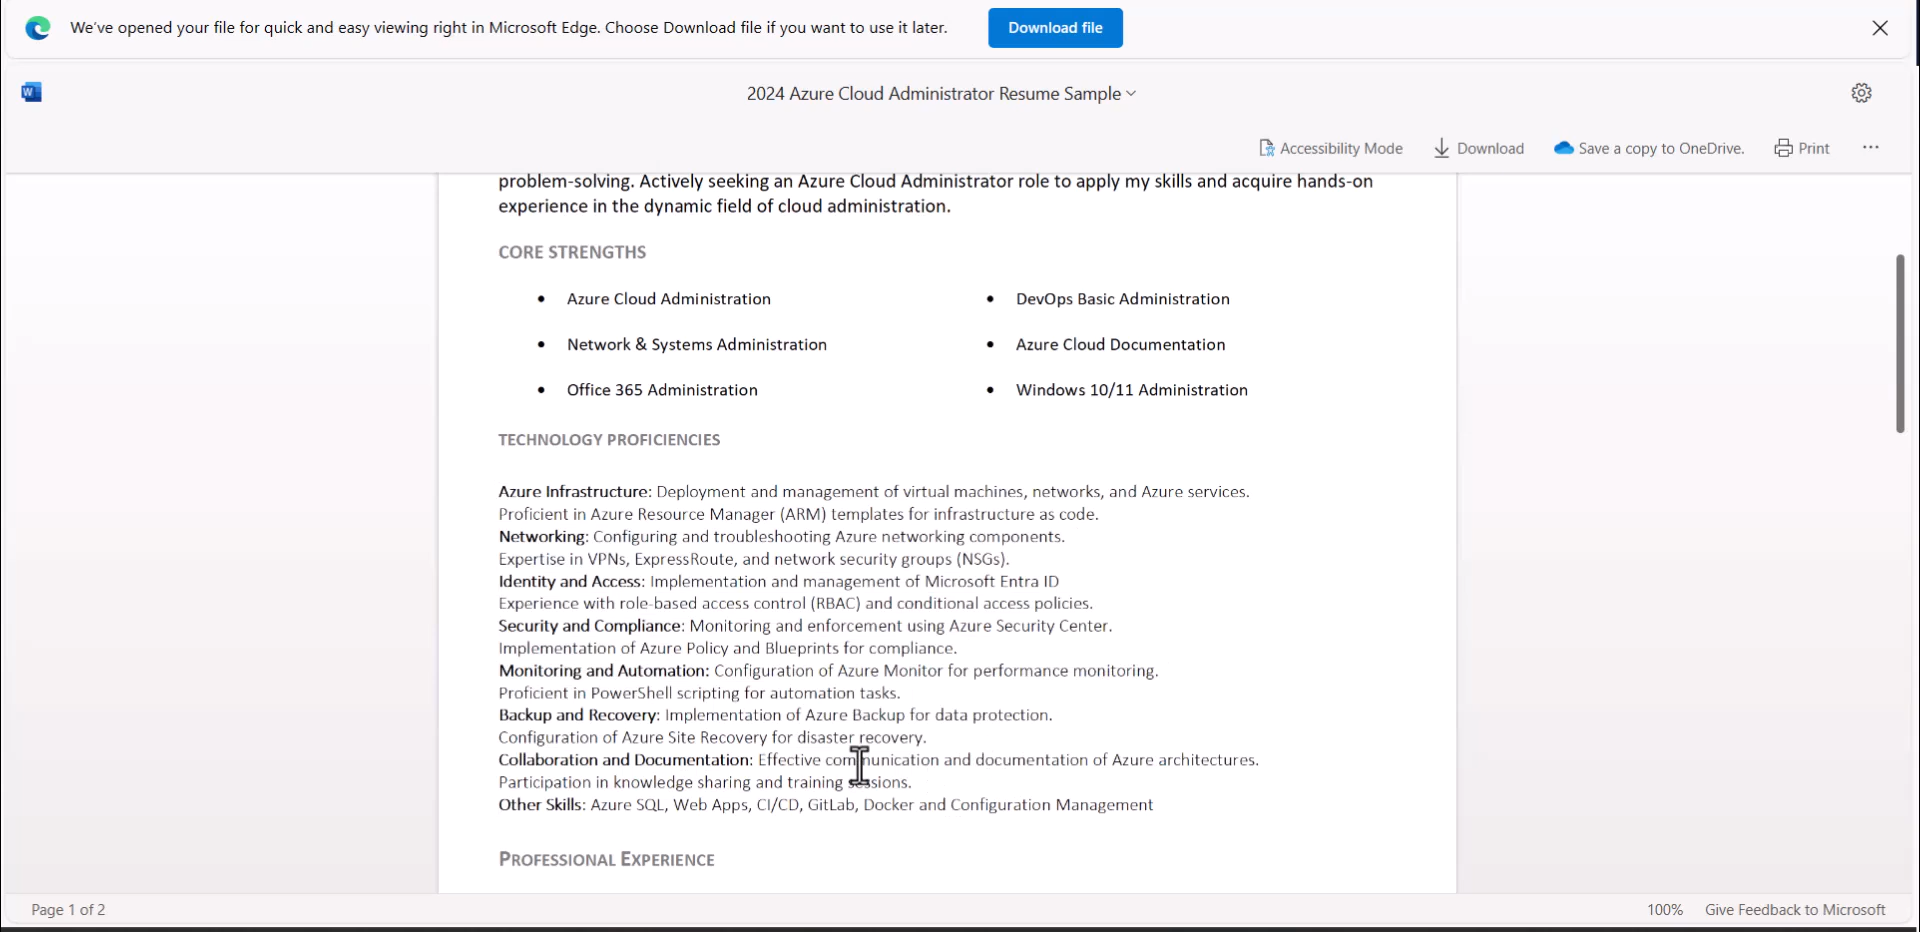 We've opened your file for quick and easy viewing right in Microsoft Edge. Choose Download file if you want to use it later.
Download file
W
2024 Azure Cloud Administrator Resume Sample
Accessibility Mode
Download
Save a copy to OneDrive.
Print
problem-solving. Actively seeking an Azure Cloud Administrator role to apply my skills and acquire hands-on
experience in the dynamic field of cloud administration.
CORE STRENGTHS
• Azure Cloud Administration
• DevOps Basic Administration
• Network & Systems Administration
• Azure Cloud Documentation
• Office 365 Administration
• Windows 10/11 Administration
TECHNOLOGY PROFICIENCIES
Azure Infrastructure: Deployment and management of virtual machines, networks, and Azure services.
Proficient in Azure Resource Manager (ARM) templates for infrastructure as code.
Networking: Configuring and troubleshooting Azure networking components.
Expertise in VPNs, ExpressRoute, and network security groups (NSGs).
Identity and Access: Implementation and management of Microsoft Entra ID
Experience with role-based access control (RBAC) and conditional access policies.
Security and Compliance: Monitoring and enforcement using Azure Security Center.
Implementation of Azure Policy and Blueprints for compliance.
Monitoring and Automation: Configuration of Azure Monitor for performance monitoring.
Proficient in PowerShell scripting for automation tasks.
Backup and Recovery: Implementation of Azure Backup for data protection.
Configuration of Azure Site Recovery for disaster recovery.
Collaboration and Documentation: Effective communication and documentation of Azure architectures.
Participation in knowledge sharing and training sessions.
Other Skills: Azure SQL, Web Apps, CI/CD, GitLab, Docker and Configuration Management
PROFESSIONAL EXPERIENCE
Page 1 of 2
100%
Give Feedback to Microsoft